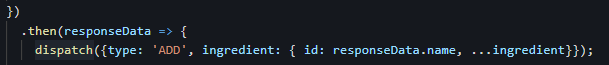 })
.then(responseData => {
dispatch({type: 'ADD', ingredient: { id: responseData.name, ...ingredient}});